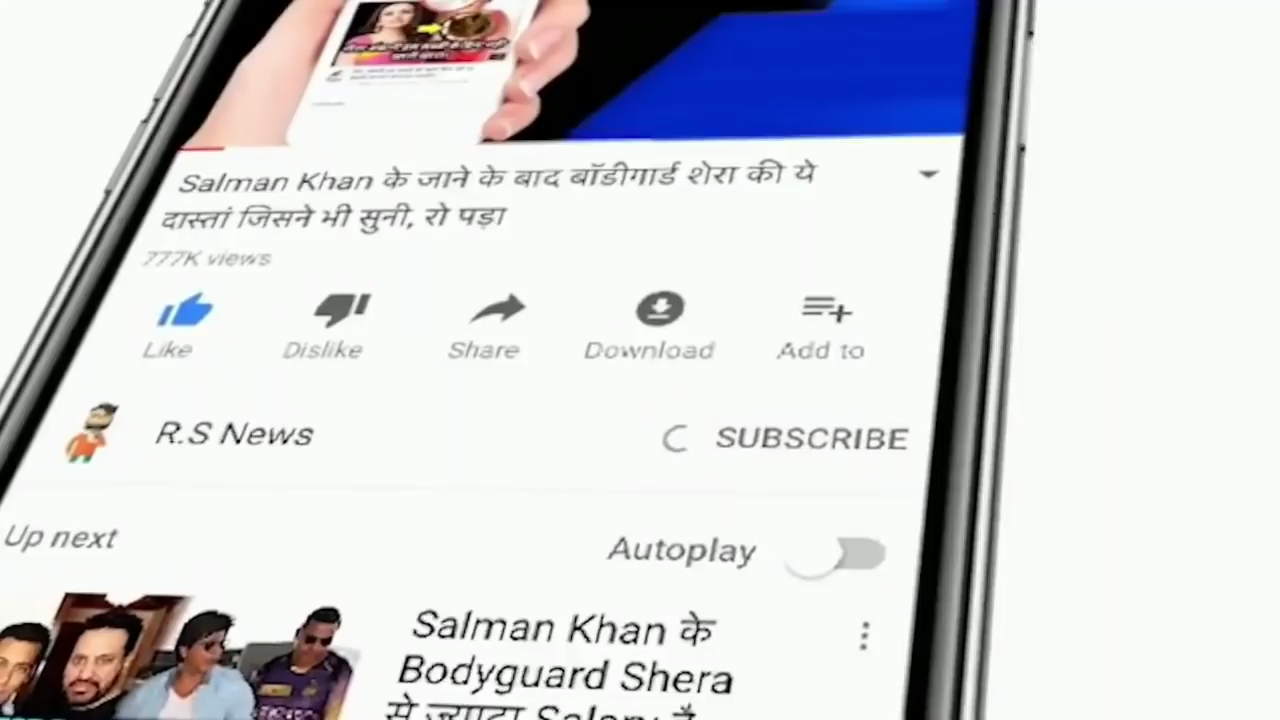 Salman Khan के जाने के बाद बॉडीगार्ड शेरा की ये
दास्तां जिसने भी सुनी, रो पड़ा
777K views
Like
Dislike
Share
Download
Add to
R.S News
SUBSCRIBE
Up next
Autoplay
Salman Khan के
Bodyguard Shera
से ज्यादा Salary है